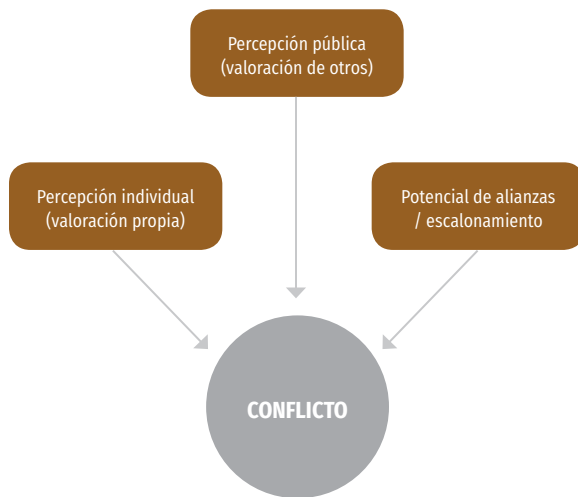 Percepción pública
(valoración de otros)
Percepción individual
(valoración propia)
Potencial de alianzas
/ escalonamiento
CONFLICTO